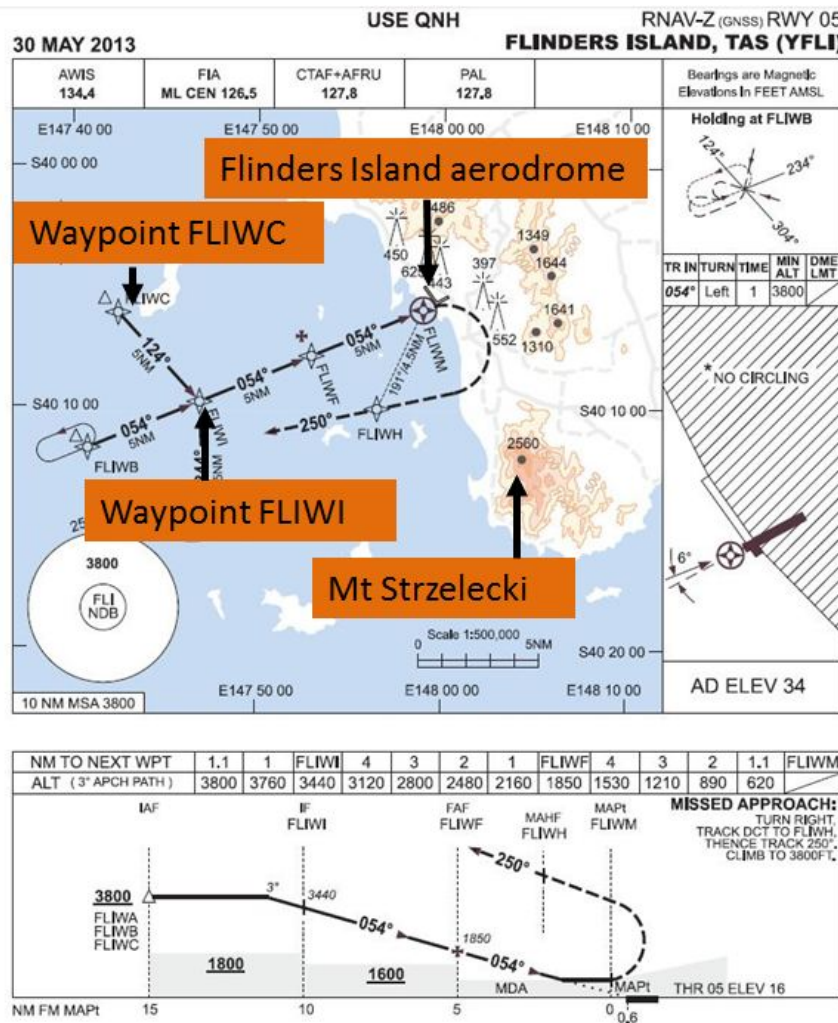 USE QNH
RNAV-Z (GNSS) RWY 05
30 MAY 2013
FLINDERS ISLAND, TAS (YFLI)
AWIS
134.4
FIA
ML CEN 126.5
CTAF+AFRU
127.8
PAL
127.8
Bearings are Magnetic
Elevations in FEET AMSL
E147 40 00
E147 50 00
E148 00 00
E148 10 00
Holding at FLIWB
124°
234°
304°
S40 00 00
Flinders Island aerodrome
486
450
443
397
552
1349
1644
1641
1310
Waypoint FLIWC
FLIWC
124°
5NM
054°
5NM
054°
5NM
054°
5NM
FLIWM
FLIWF
191°/4.5NM
FLIWI
FLIWH
250°
FLIWB
S40 10 00
S40 10 00
2560
Waypoint FLIWI
Mt Strzelecki
TR IN TURN TIME MIN ALT DME LMT
054° Left 1 3800
*NO CIRCLING
6°
3800
FLI
NDB
Scale 1:500,000
0 5NM
S40 20 00
10 NM MSA 3800
E147 50 00
E148 00 00
E148 10 00
AD ELEV 34
NM TO NEXT WPT 1.1 1 FLIWI 4 3 2 1 FLIWF 4 3 2 1.1 FLIWM
ALT (3° APCH PATH) 3800 3760 3440 3120 2800 2480 2160 1850 1530 1210 890 620
IAF
IF
FLIWI
FAF
FLIWF
MAHF
FLIWH
MAPt
FLIWM
MISSED APPROACH:
TURN RIGHT,
TRACK DCT TO FLIWH,
THENCE TRACK 250°.
CLIMB TO 3800FT.
3800
FLIWA
FLIWB
FLIWC
3°
3440
054°
1850
054°
250°
1800
1600
MDA
MAPt
THR 05 ELEV 16
NM FM MAPt 15 10 5 0 0.6